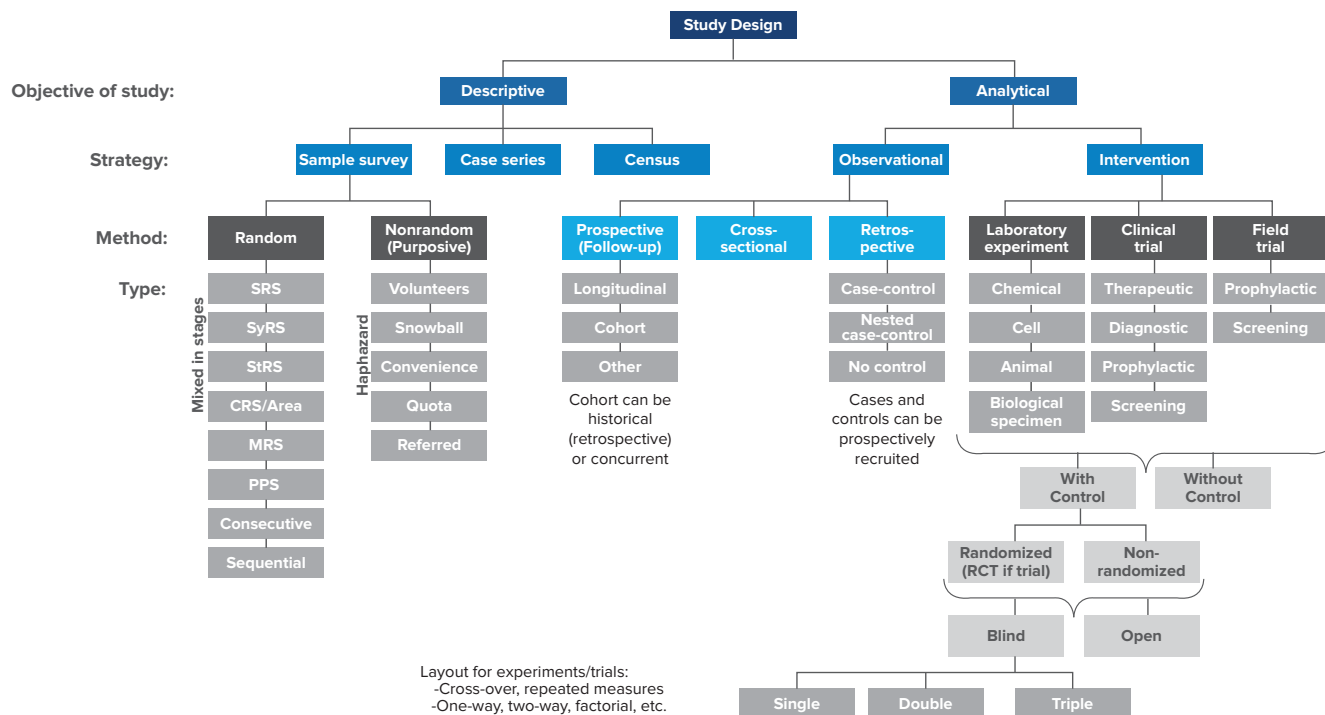 Study Design
Objective of study:
Descriptive
Analytical
Strategy:
Sample survey
Case series
Census
Observational
Intervention
Method:
Random
Nonrandom
(Purposive)
Prospective
(Follow-up)
Cross-
sectional
Retros-
pective
Laboratory
experiment
Clinical
trial
Field
trial
Type:
Mixed in stages
SRS
SyRS
StRS
CRS/Area
MRS
PPS
Consecutive
Sequential
Haphazard
Volunteers
Snowball
Convenience
Quota
Referred
Longitudinal
Cohort
Other
Cohort can be
historical
(retrospective)
or concurrent
Case-control
Nested
case-control
No control
Cases and
controls can be
prospectively
recruited
Chemical
Cell
Animal
Biological
specimen
Therapeutic
Diagnostic
Prophylactic
Screening
Prophylactic
Screening
With
Control
Without
Control
Randomized
(RCT if trial)
Non-
randomized
Blind
Open
Layout for experiments/trials:
-Cross-over, repeated measures
-One-way, two-way, factorial, etc.
Single
Double
Triple